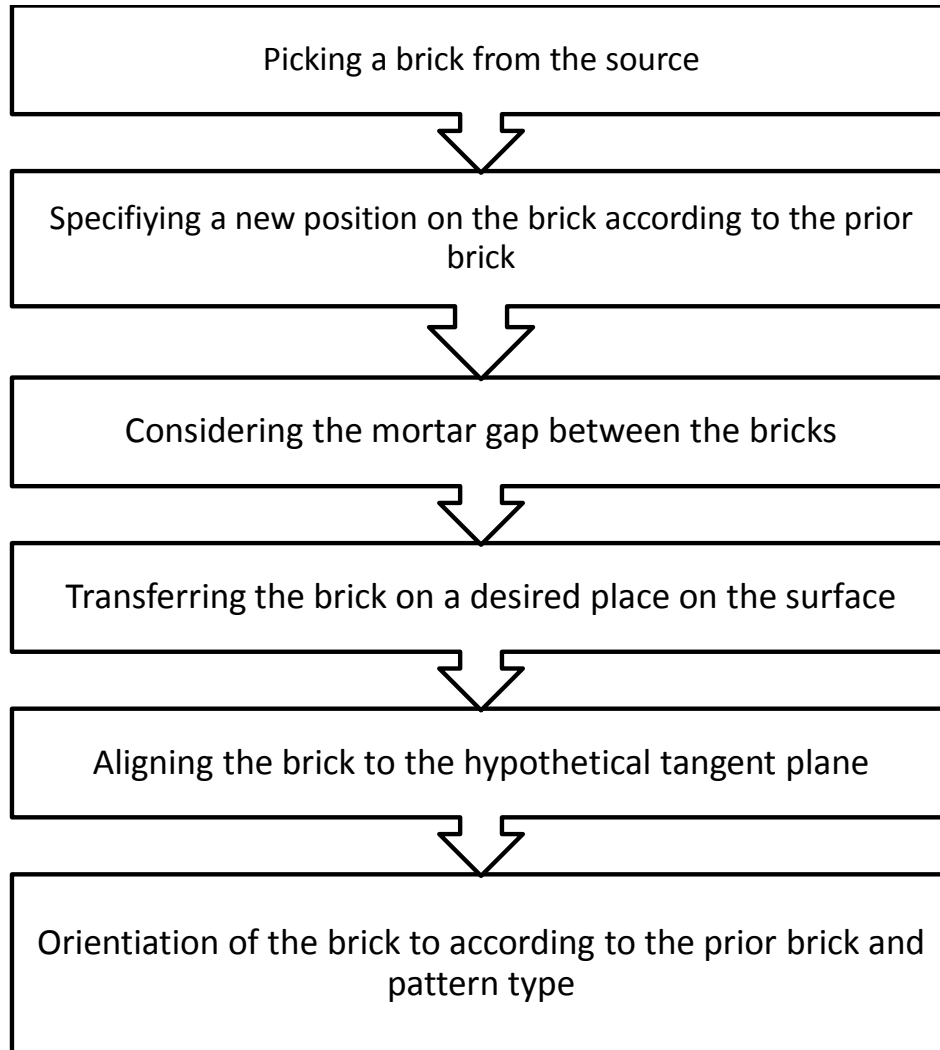 Picking a brick from the source
Specifiying a new position on the brick according to the prior
brick
Considering the mortar gap between the bricks
Transferring the brick on a desired place on the surface
Aligning the brick to the hypothetical tangent plane
Orientiation of the brick to according to the prior brick and
pattern type